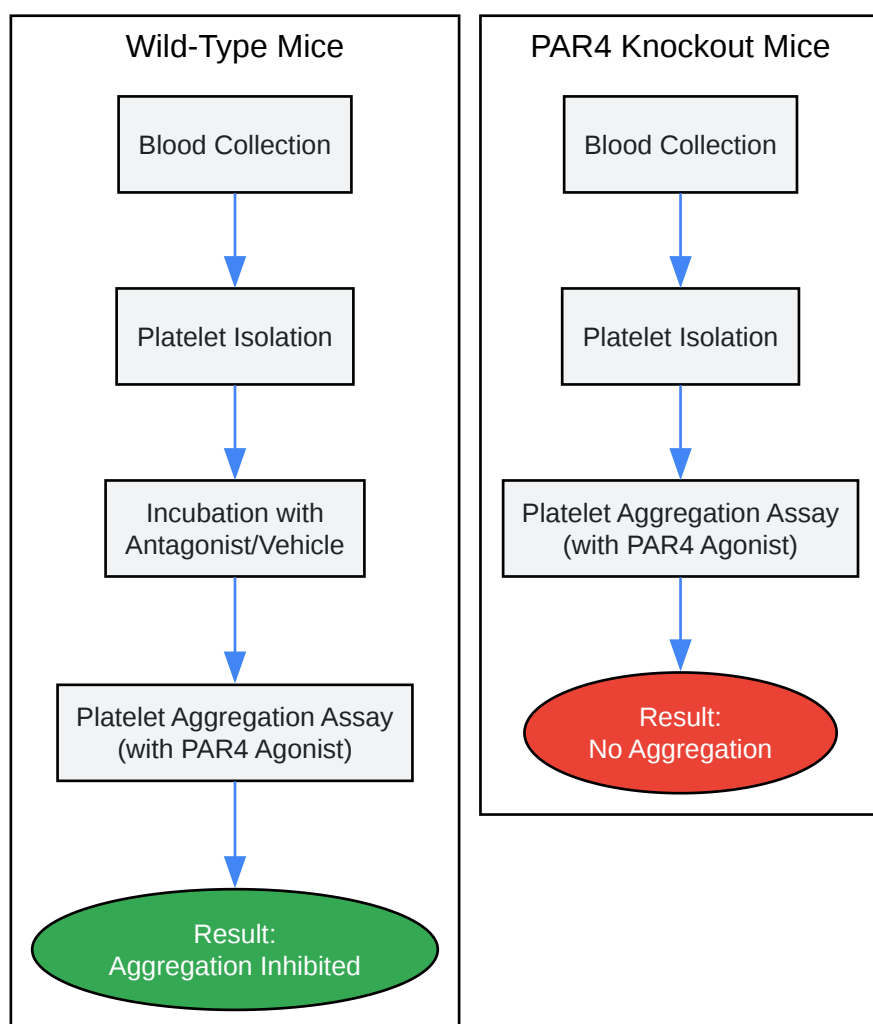 Wild-Type Mice
Blood Collection
Platelet Isolation
Incubation with
Antagonist/Vehicle
Platelet Aggregation Assay
(with PAR4 Agonist)
Result:
Aggregation Inhibited
PAR4 Knockout Mice
Blood Collection
Platelet Isolation
Platelet Aggregation Assay
(with PAR4 Agonist)
Result:
No Aggregation